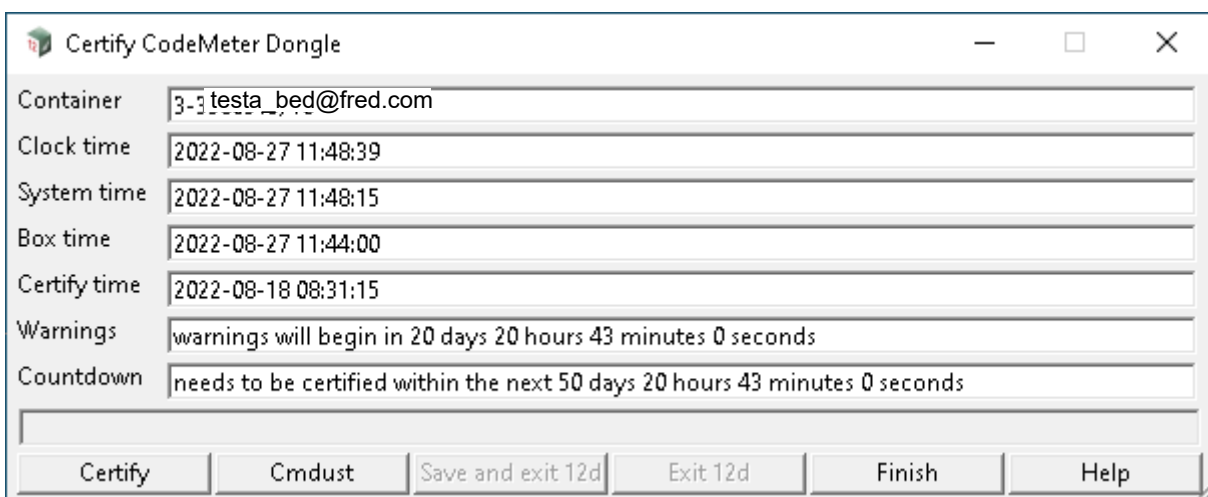 Certify CodeMeter Dongle
Container 3-3 testa_bed@fred.com
Clock time 2022-08-27 11:48:39
System time 2022-08-27 11:48:15
Box time 2022-08-27 11:44:00
Certify time 2022-08-18 08:31:15
Warnings warnings will begin in 20 days 20 hours 43 minutes 0 seconds
Countdown needs to be certified within the next 50 days 20 hours 43 minutes 0 seconds
Certify Cmdust Save and exit 12d Exit 12d Finish Help